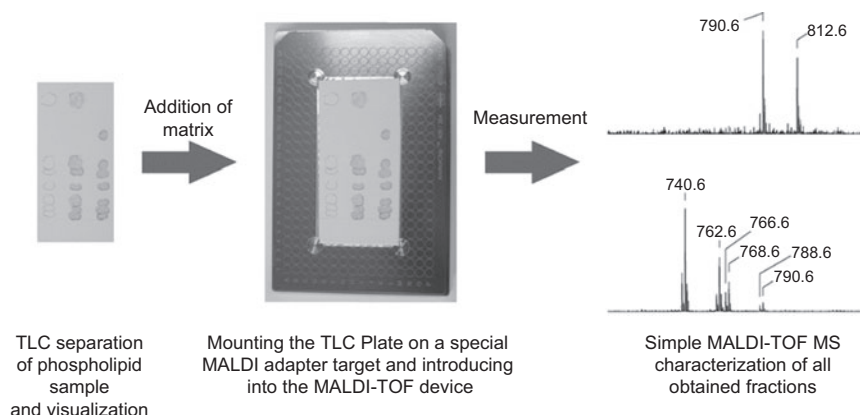 790.6
812.6
Addition of
matrix
Measurement
740.6
762.6
766.6
768.6
788.6
790.6
TLC separation
of phospholipid
sample
and visualization
Mounting the TLC Plate on a special
MALDI adapter target and introducing
into the MALDI-TOF device
Simple MALDI-TOF MS
characterization of all
obtained fractions